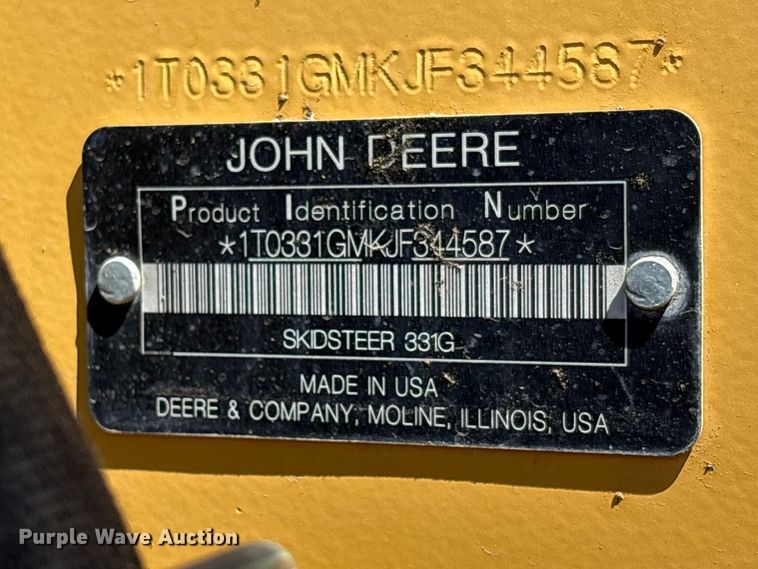 *1T0331GMKJF344587*
JOHN DEERE
Product Identification Number
*1T0331GMKJF344587*
SKIDSTEER 331G
MADE IN USA
DEERE & COMPANY, MOLINE, ILLINOIS, USA
Purple Wave Auction